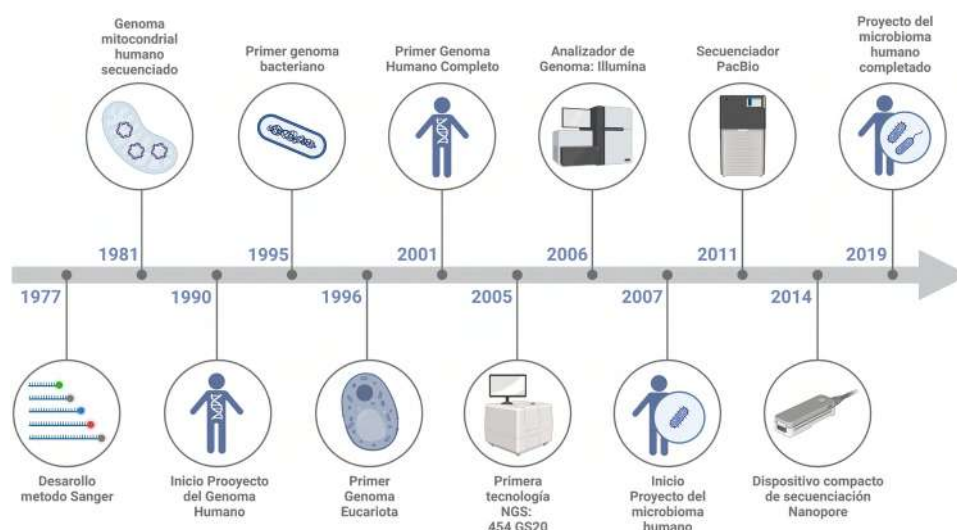 Genoma
mitocondrial
humano
secuenciado
Primer genoma
bacteriano
Primer Genoma
Humano Completo
Analizador de
Genoma: Illumina
Secuenciador
PacBio
Proyecto del
microbioma
humano
completado
1981
1995
2001
2006
2011
2019
1977
1990
1996
2005
2007
2014
Desarollo
metodo Sanger
Inicio Prooyecto
del Genoma
Humano
Primer
Genoma
Eucariota
Primera
tecnología
NGS:
454 GS20
Inicio
Proyecto del
microbioma
humano
Dispositivo compacto
de secuenciación
Nanopore